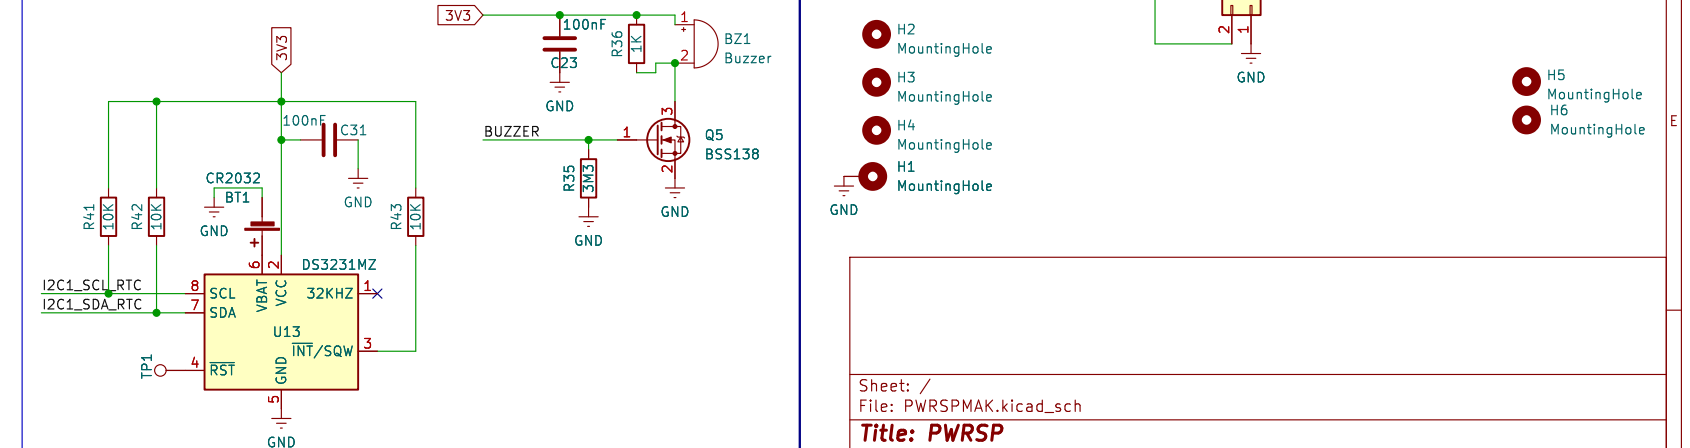 3V3
100nF
C23
GND
R36
1K
1
+
2
BZ1
Buzzer
BUZZER
1
3
2
Q5
BSS138
GND
R35
3M3
GND
3V3
100nF
C31
GND
R41
10K
R42
10K
CR2032
BT1
GND
+
R43
10K
DS3231MZ
I2C1_SCL_RTC
I2C1_SDA_RTC
8
SCL
7
SDA
6
VBAT
2
VCC
32KHZ
1
U13
INT/SQW
3
TP1
4
RST
GND
5
GND
H2
MountingHole
H3
MountingHole
H4
MountingHole
H1
MountingHole
GND
2
1
GND
H5
MountingHole
H6
MountingHole
E
Sheet: /
File: PWRSPMAK.kicad_sch
Title: PWRSP